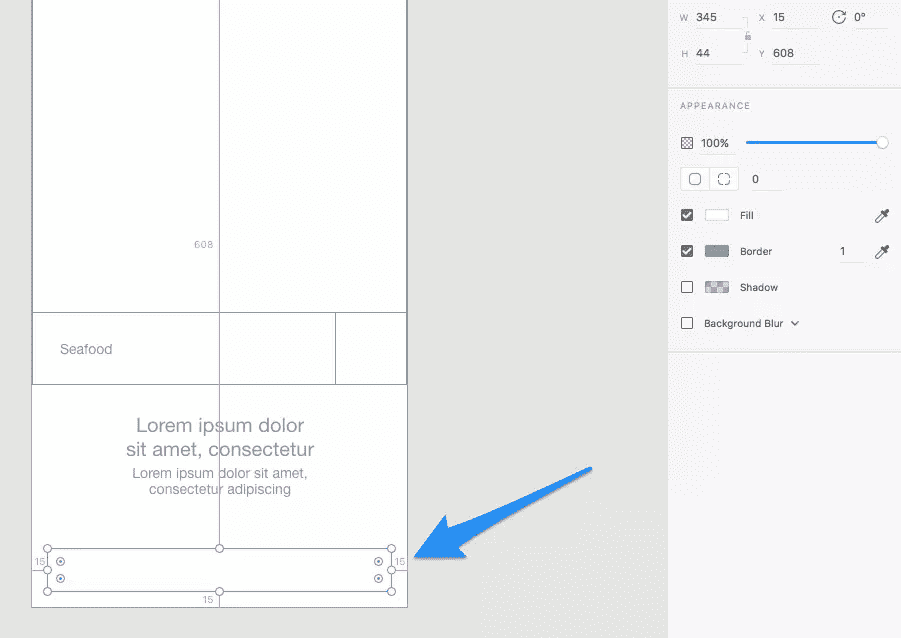 W 345 X 15 0°
H 44 Y 608
APPEARANCE
100%
0
Fill
Border 1
Shadow
Background Blur
608
Seafood
Lorem ipsum dolor
sit amet, consectetur
Lorem ipsum dolor sit amet,
consectetur adipiscing
15 15
15